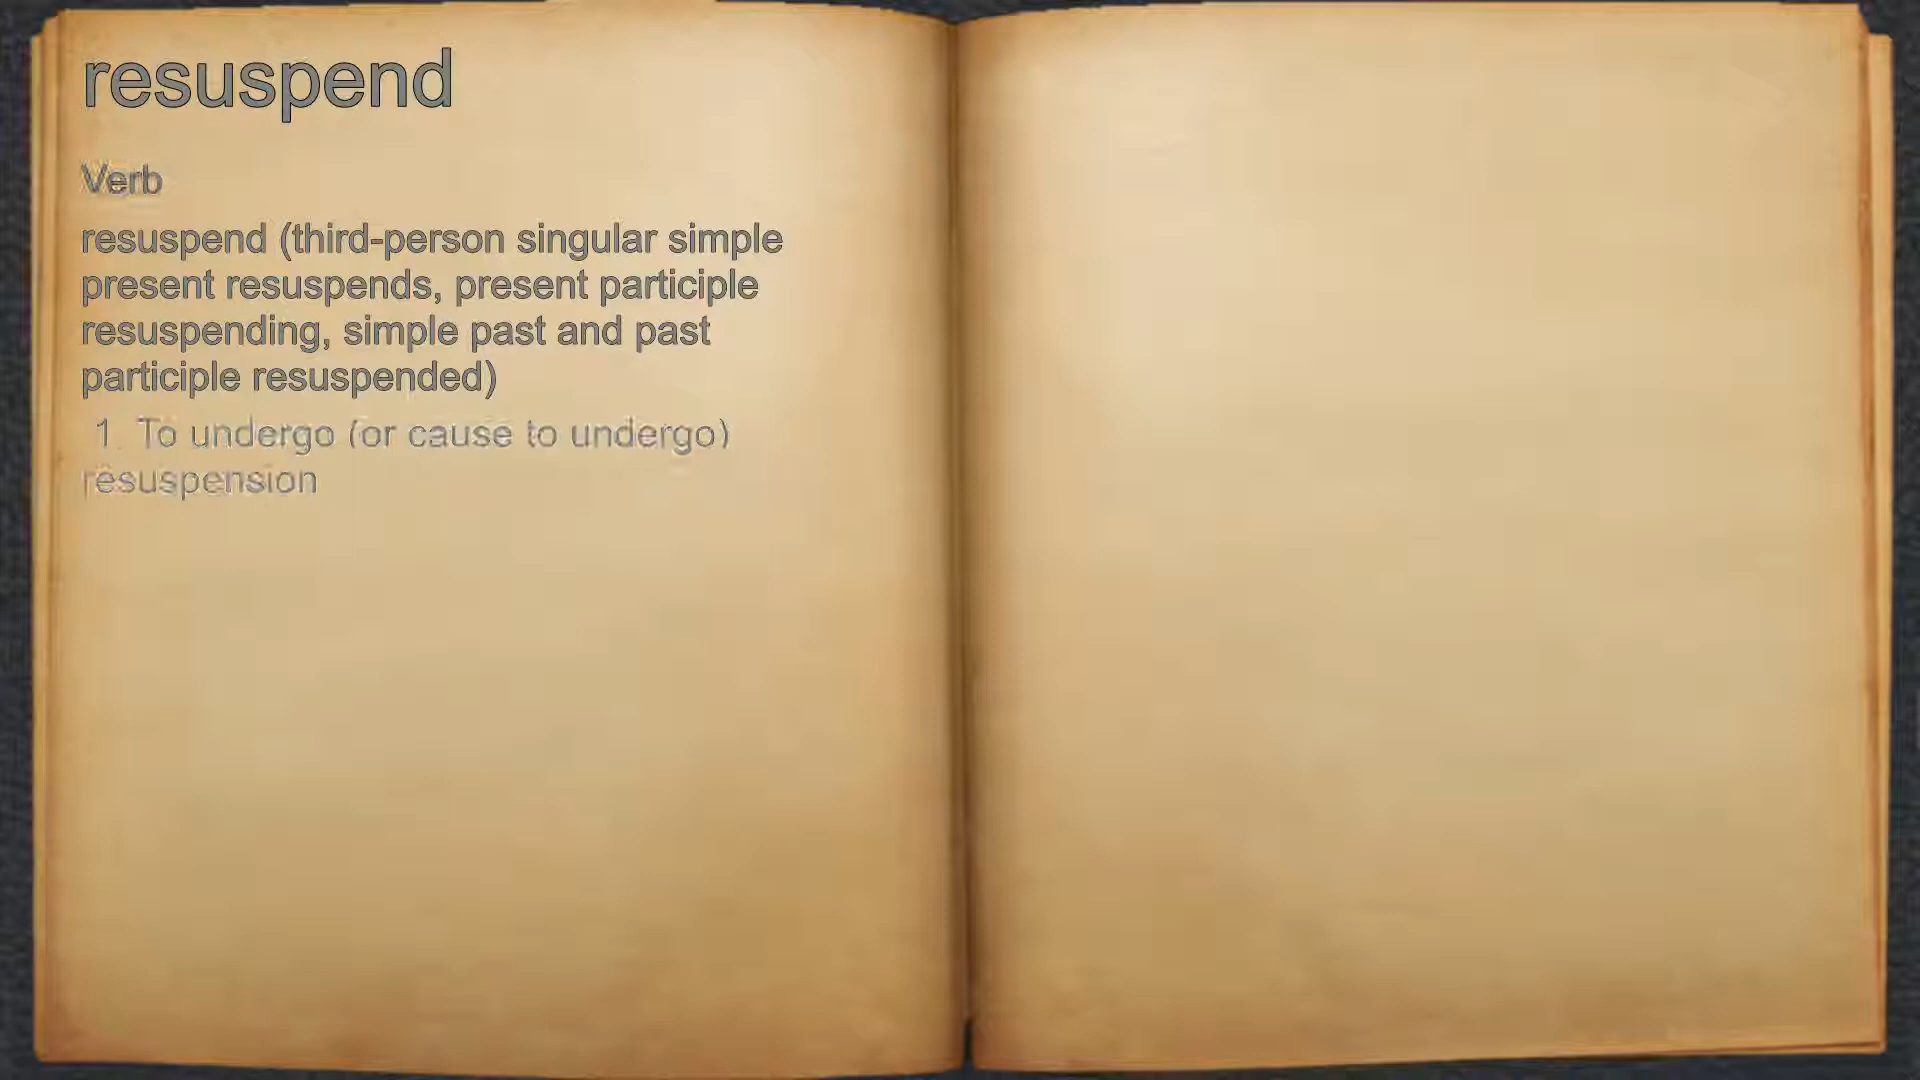 resuspend
Verb
resuspend (third-person singular simple
present resuspends, present participle
resuspending, simple past and past
participle resuspended)
1. To undergo (or cause to undergo)
resuspension